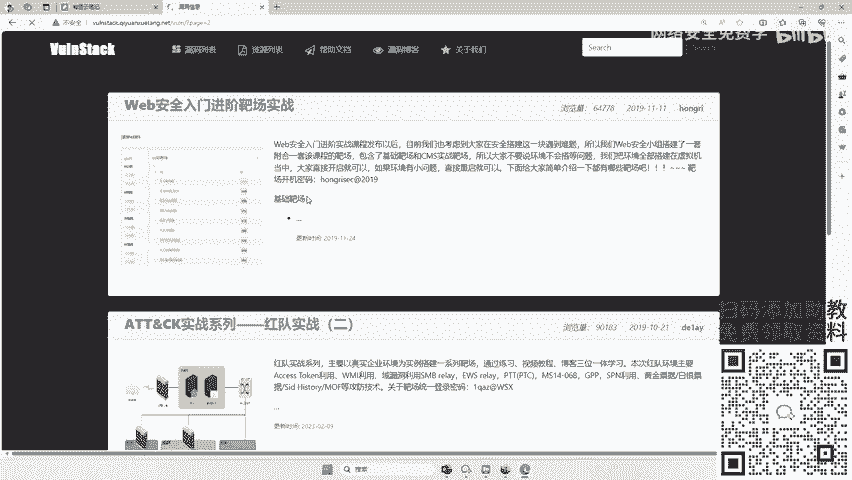 不安全 | vulnstack.qiyuanxuetang.net/vuln/?page=2
网络安全免费学 bilibili
VulnStack 漏洞列表 资源列表 帮助文档 漏洞博客 关于我们 Search Search
Web安全入门进阶靶场实战 浏览量: 64778 2019-11-11 hongri
Web安全入门进阶实战课程发布以后，目前我们也考虑到大家在安全搭建这一块遇到难题，所以我们Web安全小组搭建了一套
附合一套该课程的靶场，包含了基础靶场和CMS实战靶场，所以大家不要说环境不会搭等问题，我们把环境全部搭建在虚拟机
当中，大家直接开启就可以，如果环境有小问题，直接重启就可以。下面给大家简单介绍一下都有哪些靶场吧！！！~~~ 靶
场开机密码：hongrisec@2019
基础靶场
...
更新时间: 2019-11-24
ATT&CK实战系列——红队实战（二） 浏览量: 90183 2019-10-21 delay
红队实战系列，主要以真实企业环境为实例搭建一系列靶场，通过练习、视频教程、博客三位一体学习。本次红队环境主要
Access Token利用、WMI利用、域漏洞利用SMB relay，EWS relay，PTT(PTC)，MS14-068，GPP，SPN利用、黄金票据/白银票
据/Sid History/MOF等攻防技术。关于靶场统一登录密码：1qaz@WSX
...
扫码添加助教
免费领取资料
搜索